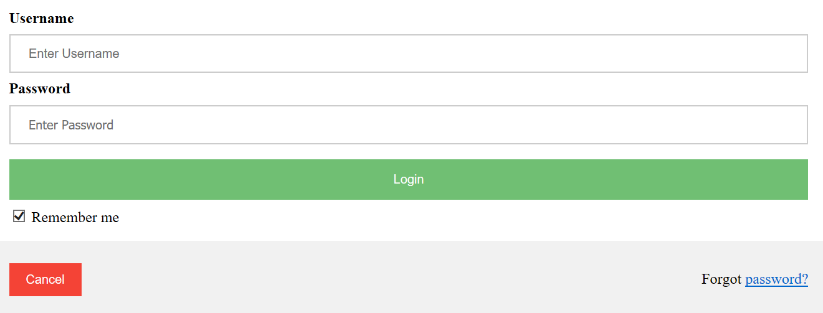 Username
Enter Username
Password
Enter Password
Login
Remember me
Cancel
Forgot password?